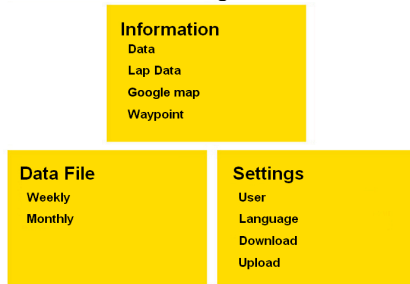 Information
Data
Lap Data
Google map
Waypoint
Data File
Weekly
Monthly
Settings
User
Language
Download
Upload